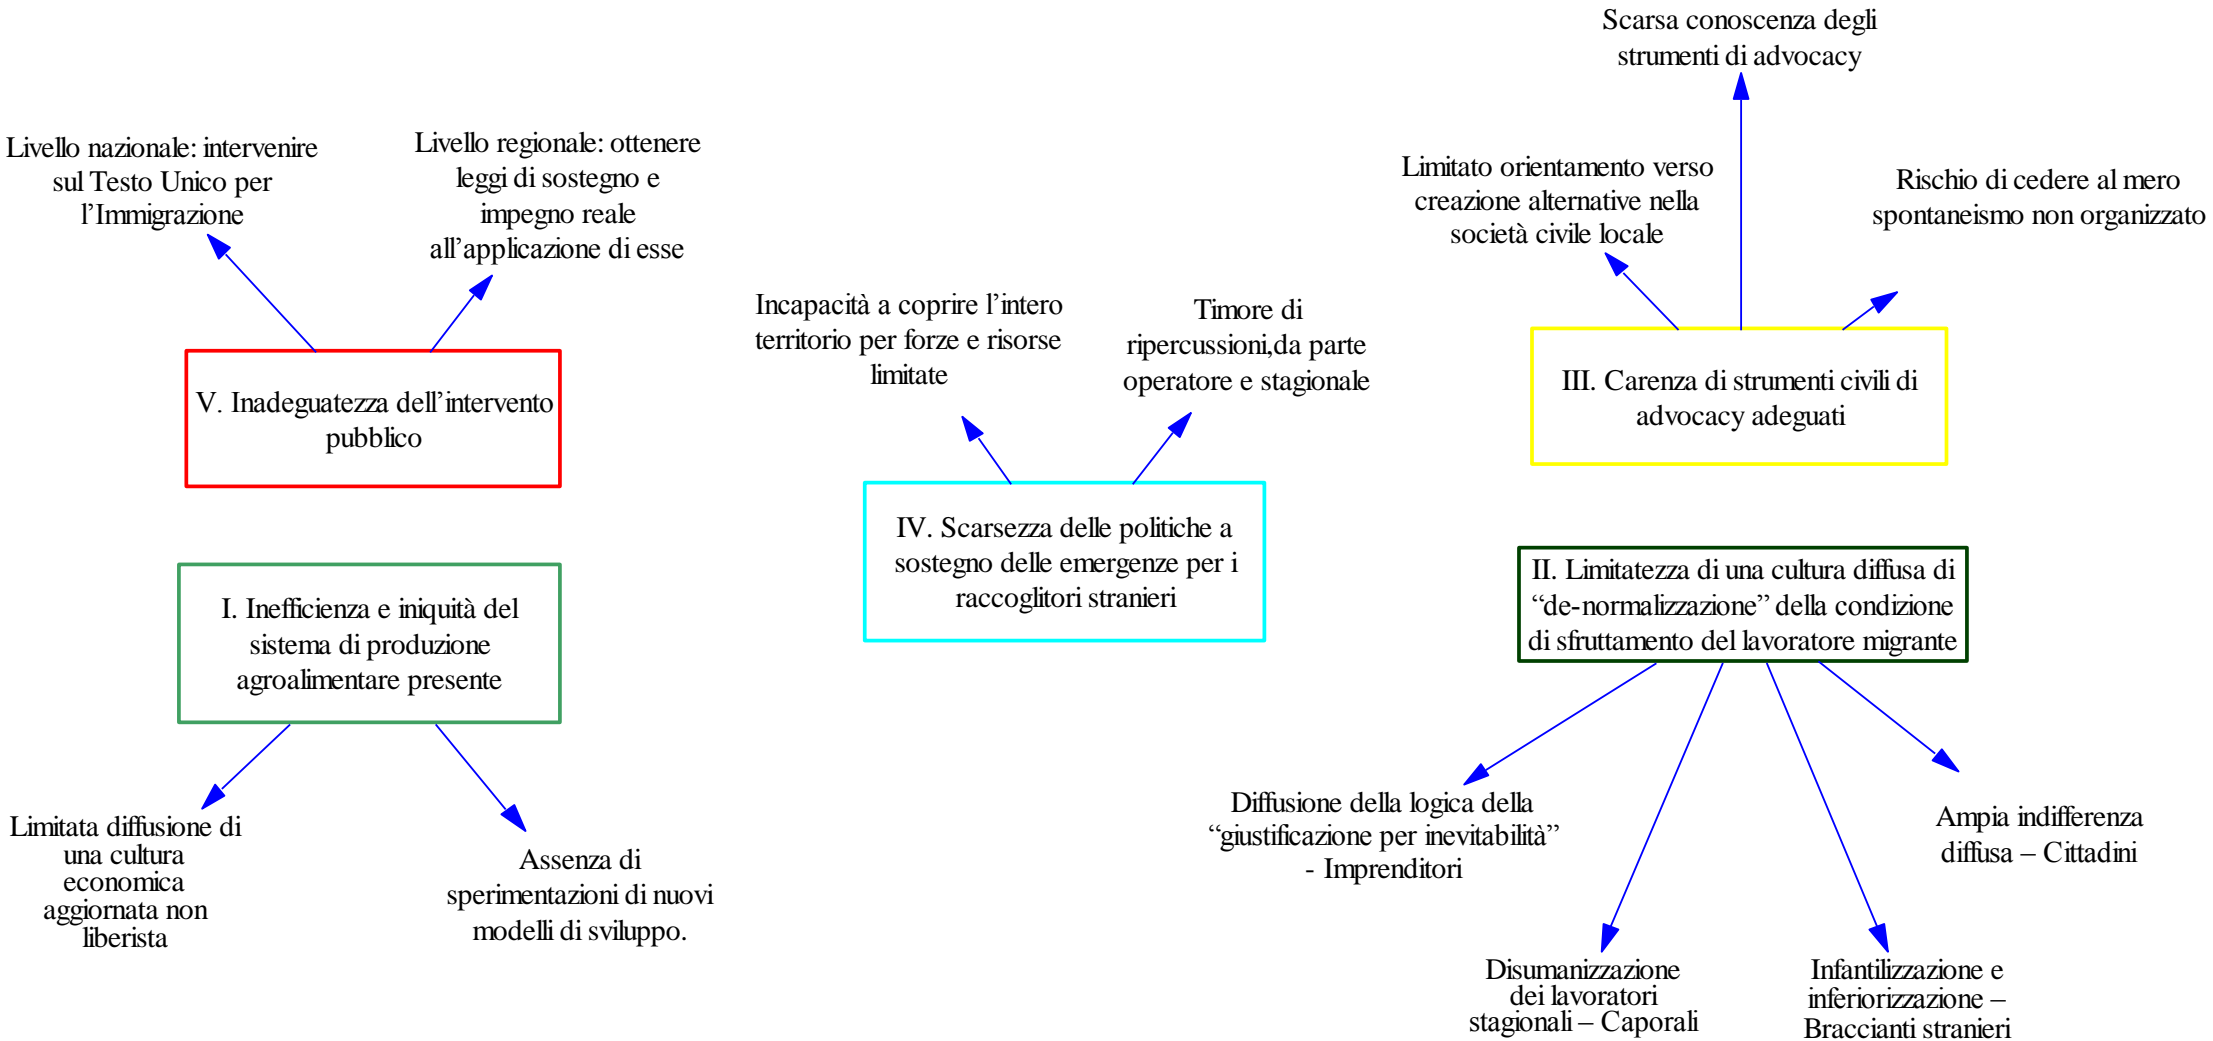 Scarsa conoscenza degli
strumenti di advocacy
Livello nazionale: intervenire
sul Testo Unico per
l’Immigrazione
Livello regionale: ottenere
leggi di sostegno e
impegno reale
all’applicazione di esse
Limitato orientamento verso
creazione alternative nella
società civile locale
Rischio di cedere al mero
spontaneismo non organizzato
Incapacità a coprire l’intero
territorio per forze e risorse
limitate
Timore di
ripercussioni,da parte
operatore e stagionale
V. Inadeguatezza dell’intervento
pubblico
III. Carenza di strumenti civili di
advocacy adeguati
IV. Scarsezza delle politiche a
sostegno delle emergenze per i
raccoglitori stranieri
I. Inefficienza e iniquità del
sistema di produzione
agroalimentare presente
II. Limitatezza di una cultura diffusa di
“de-normalizzazione” della condizione
di sfruttamento del lavoratore migrante
Limitata diffusione di
una cultura
economica
aggiornata non
liberista
Assenza di
sperimentazioni di nuovi
modelli di sviluppo.
Diffusione della logica della
“giustificazione per inevitabilità”
- Imprenditori
Ampia indifferenza
diffusa – Cittadini
Disumanizzazione
dei lavoratori
stagionali – Caporali
Infantilizzazione e
inferiorizzazione –
Braccianti stranieri